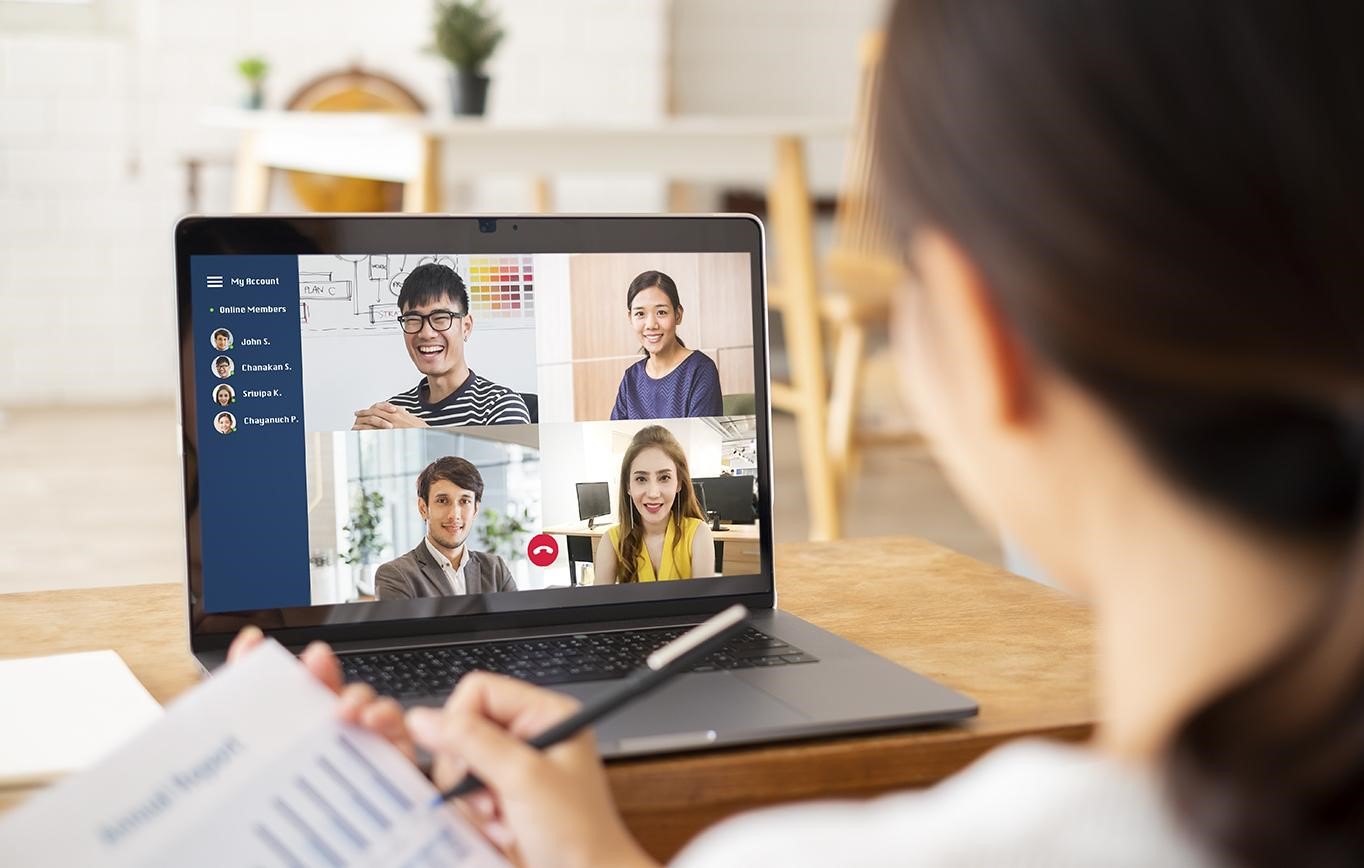 My Account
Online Members
John S.
Chanakan S.
Srivipa K.
Chayanuch P.
PLAN C
Annual Report